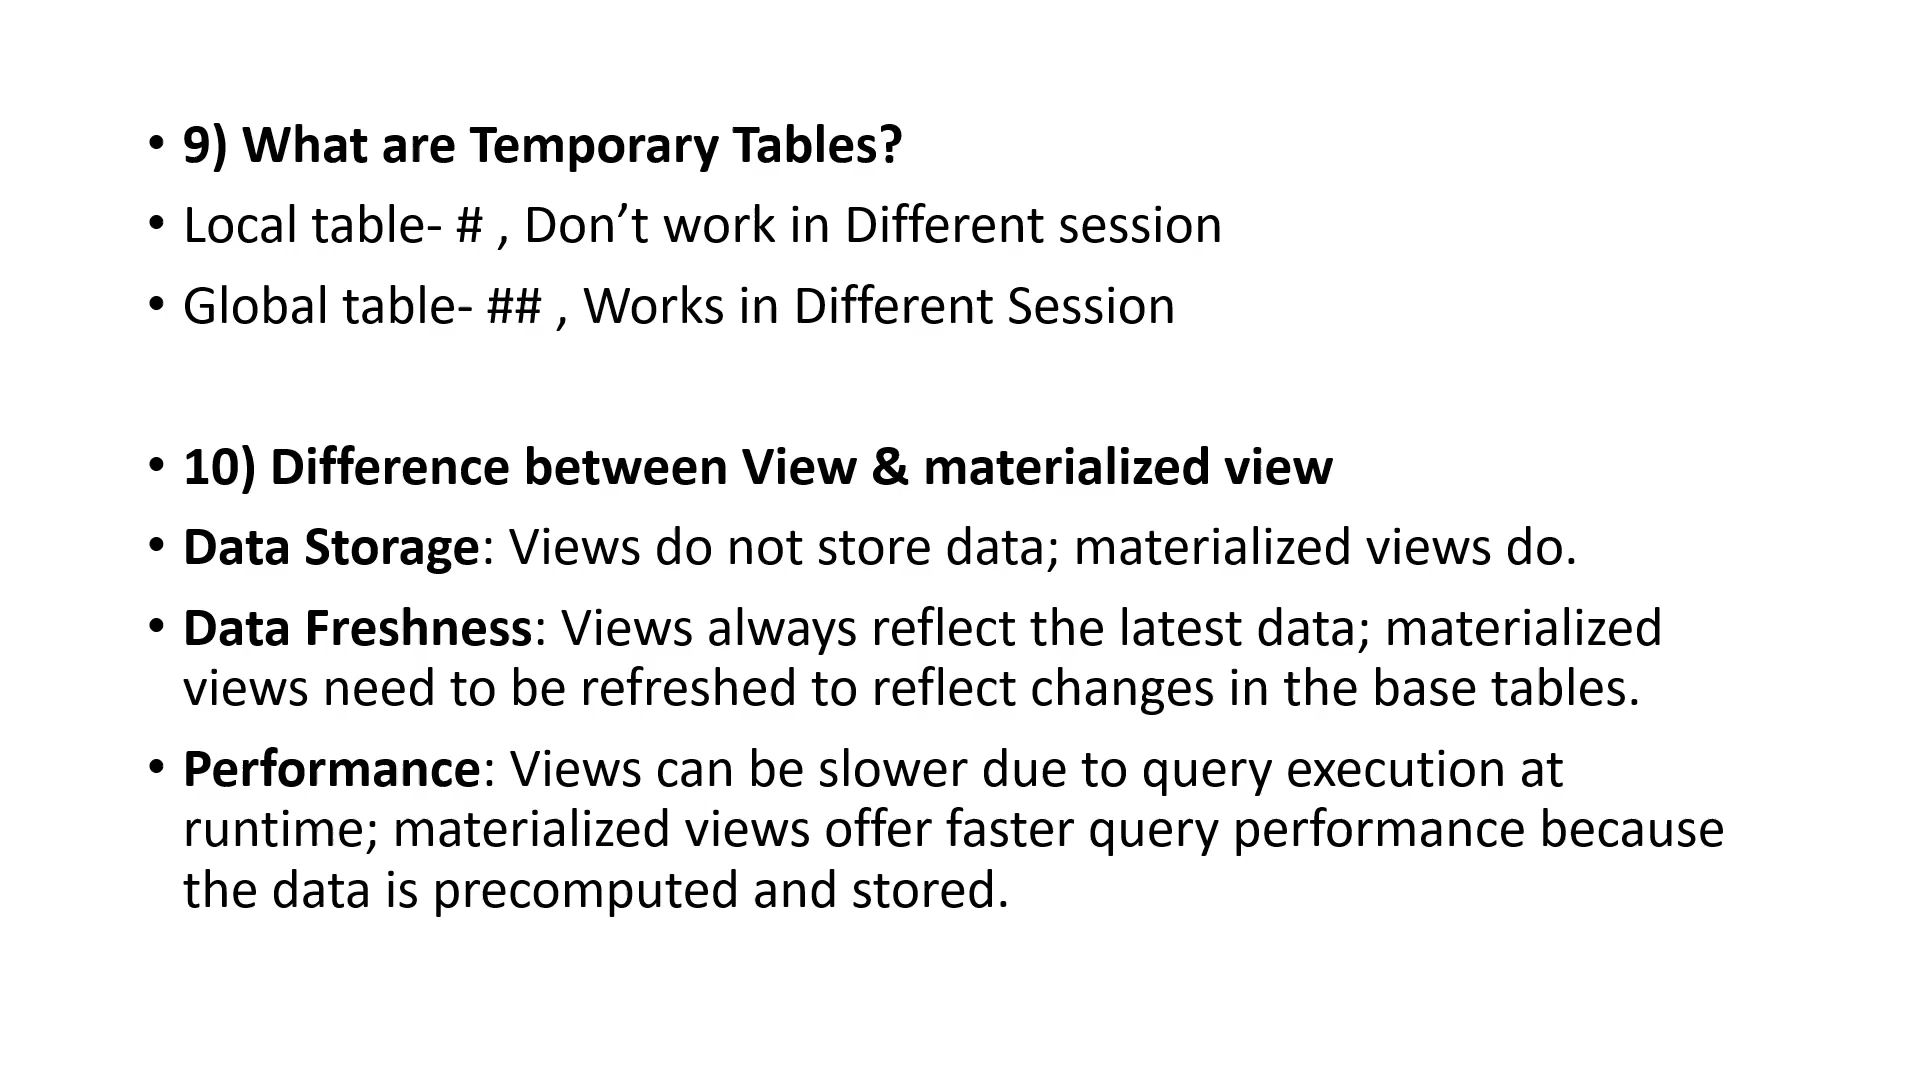 • 9) What are Temporary Tables?
• Local table- # , Don’t work in Different session
• Global table- ## , Works in Different Session
• 10) Difference between View & materialized view
• Data Storage: Views do not store data; materialized views do.
• Data Freshness: Views always reflect the latest data; materialized
views need to be refreshed to reflect changes in the base tables.
• Performance: Views can be slower due to query execution at
runtime; materialized views offer faster query performance because
the data is precomputed and stored.